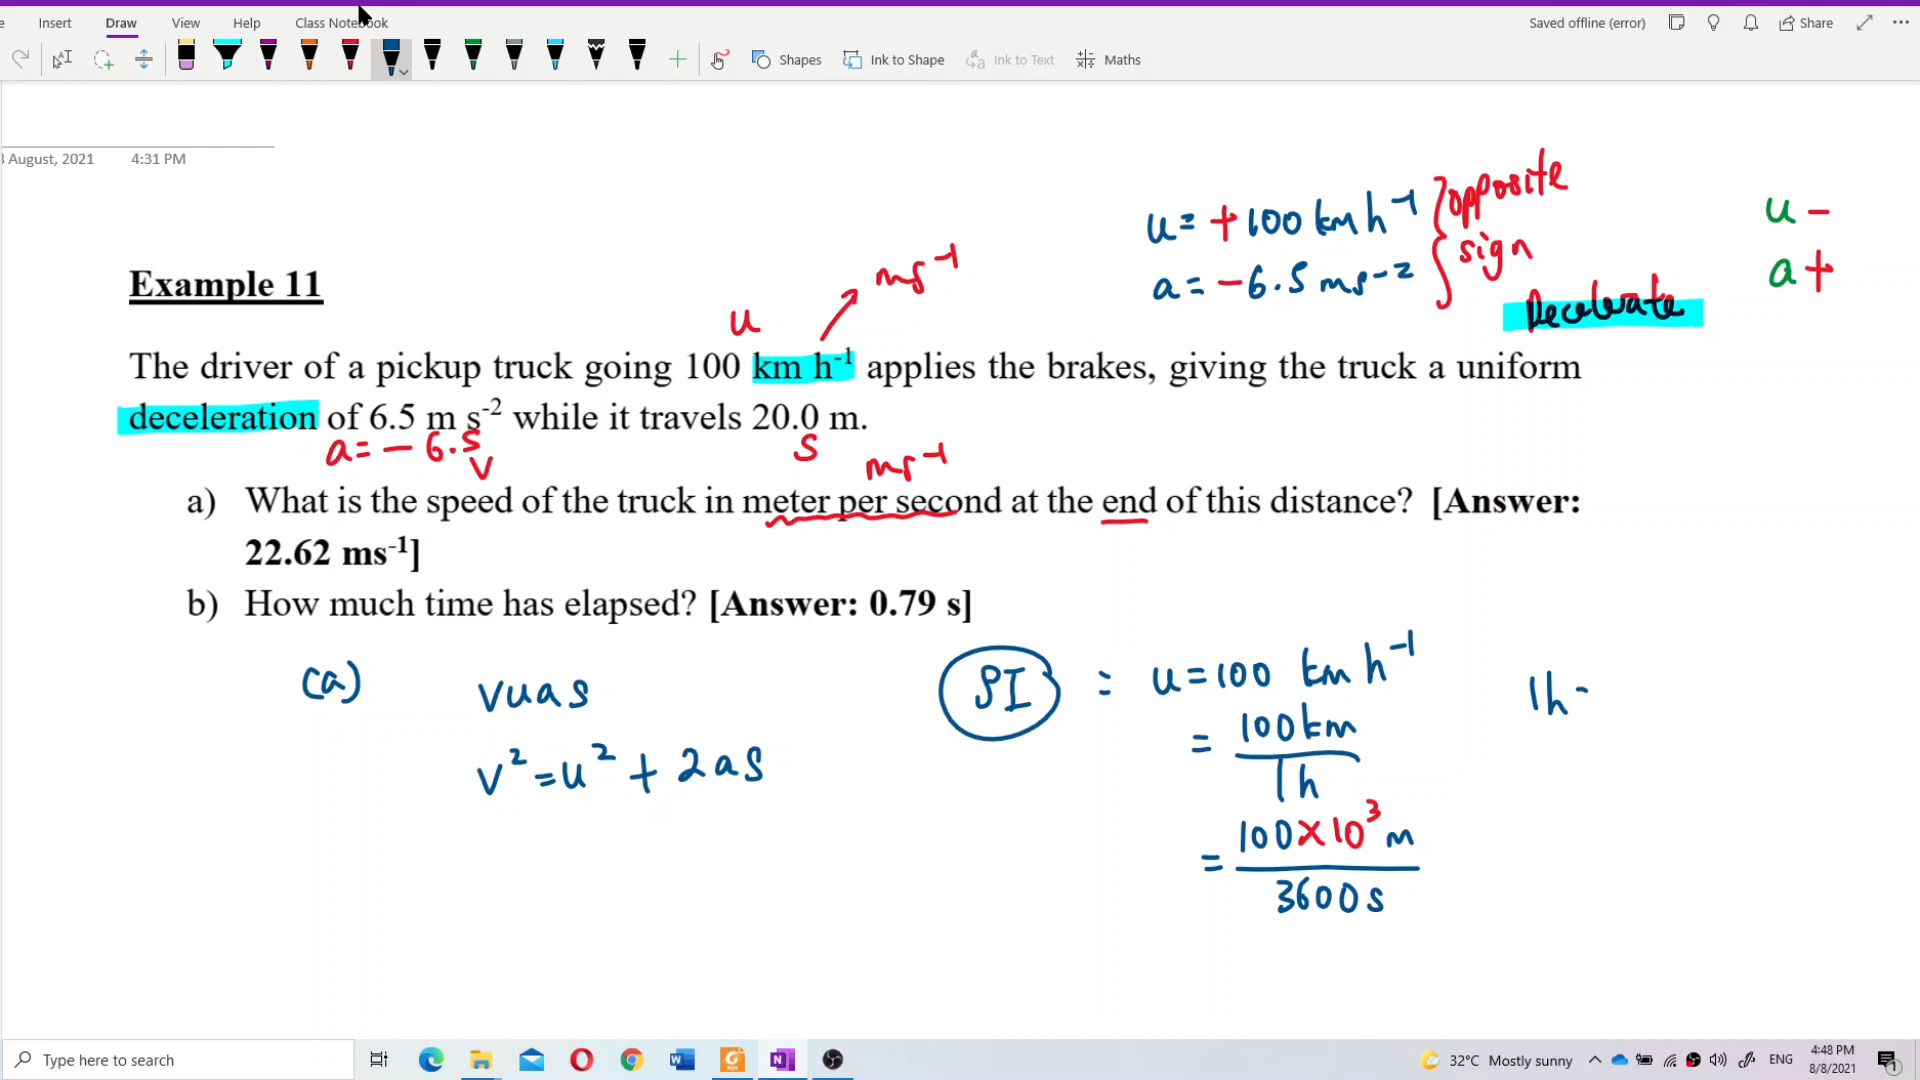 Insert Draw View Help Class Notebook Saved offline (error) Share
Shapes Ink to Shape Ink to Text Maths
August, 2021 4:31 PM
u = +100 km h-1
a = -6.5 ms-2
opposite
sign
Decelerate
u -
a +
Example 11
u
ms-1
The driver of a pickup truck going 100 km h-1 applies the brakes, giving the truck a uniform
deceleration of 6.5 m s-2 while it travels 20.0 m.
a = - 6.5
v
s
ms-1
a) What is the speed of the truck in meter per second at the end of this distance? [Answer:
22.62 ms-1]
b) How much time has elapsed? [Answer: 0.79 s]
(a) vuas
v2 = u2 + 2as
SI : u = 100 km h-1
= 100km
1h
= 100×103 m
3600s
1h -
Type here to search 32°C Mostly sunny ENG 4:48 PM
8/8/2021